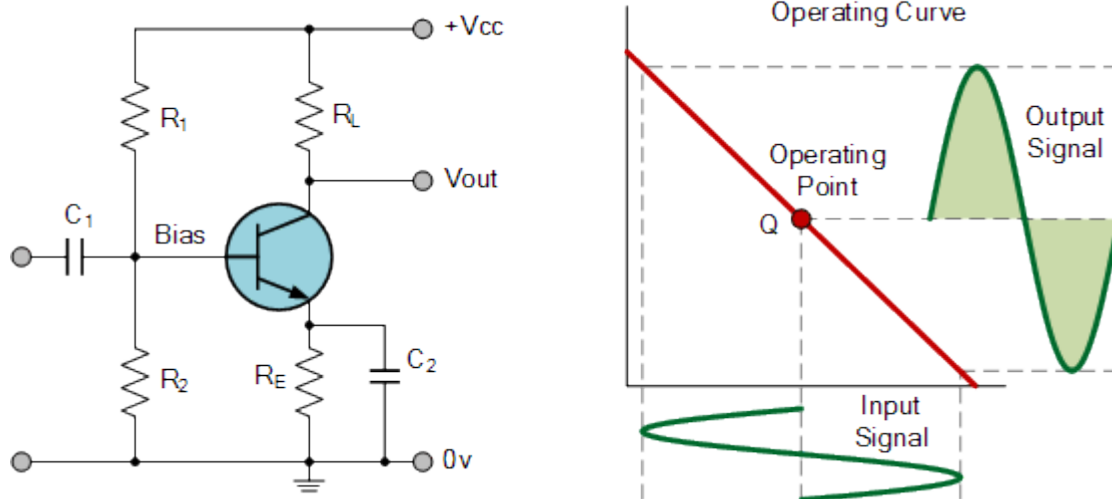 +Vcc
R1
RL
Vout
C1
Bias
R2
RE
C2
0v
Operating Curve
Output
Signal
Operating
Point
Q
Input
Signal